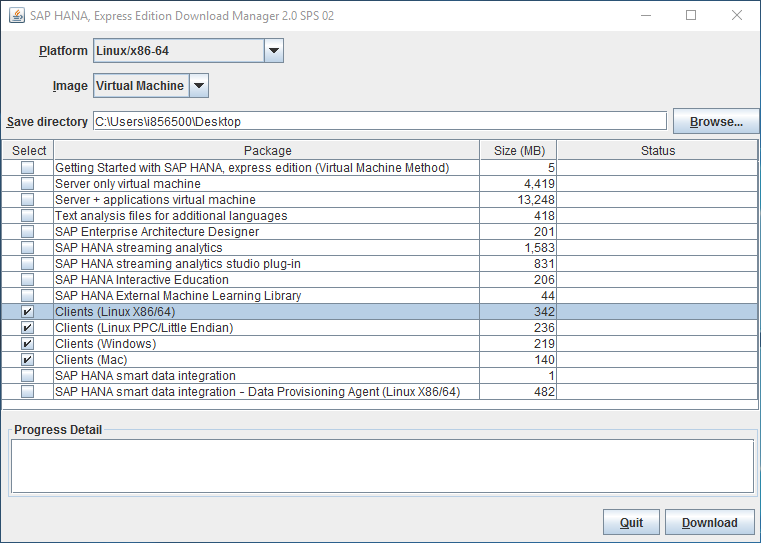 SAP HANA, Express Edition Download Manager 2.0 SPS 02
Platform Linux/x86-64
Image Virtual Machine
Save directory C:\Users\i856500\Desktop Browse...
Select Package Size (MB) Status
Getting Started with SAP HANA, express edition (Virtual Machine Method) 5
Server only virtual machine 4,419
Server + applications virtual machine 13,248
Text analysis files for additional languages 418
SAP Enterprise Architecture Designer 201
SAP HANA streaming analytics 1,583
SAP HANA streaming analytics studio plug-in 831
SAP HANA Interactive Education 206
SAP HANA External Machine Learning Library 44
Clients (Linux X86/64) 342
Clients (Linux PPC/Little Endian) 236
Clients (Windows) 219
Clients (Mac) 140
SAP HANA smart data integration 1
SAP HANA smart data integration - Data Provisioning Agent (Linux X86/64) 482
Progress Detail
Quit Download